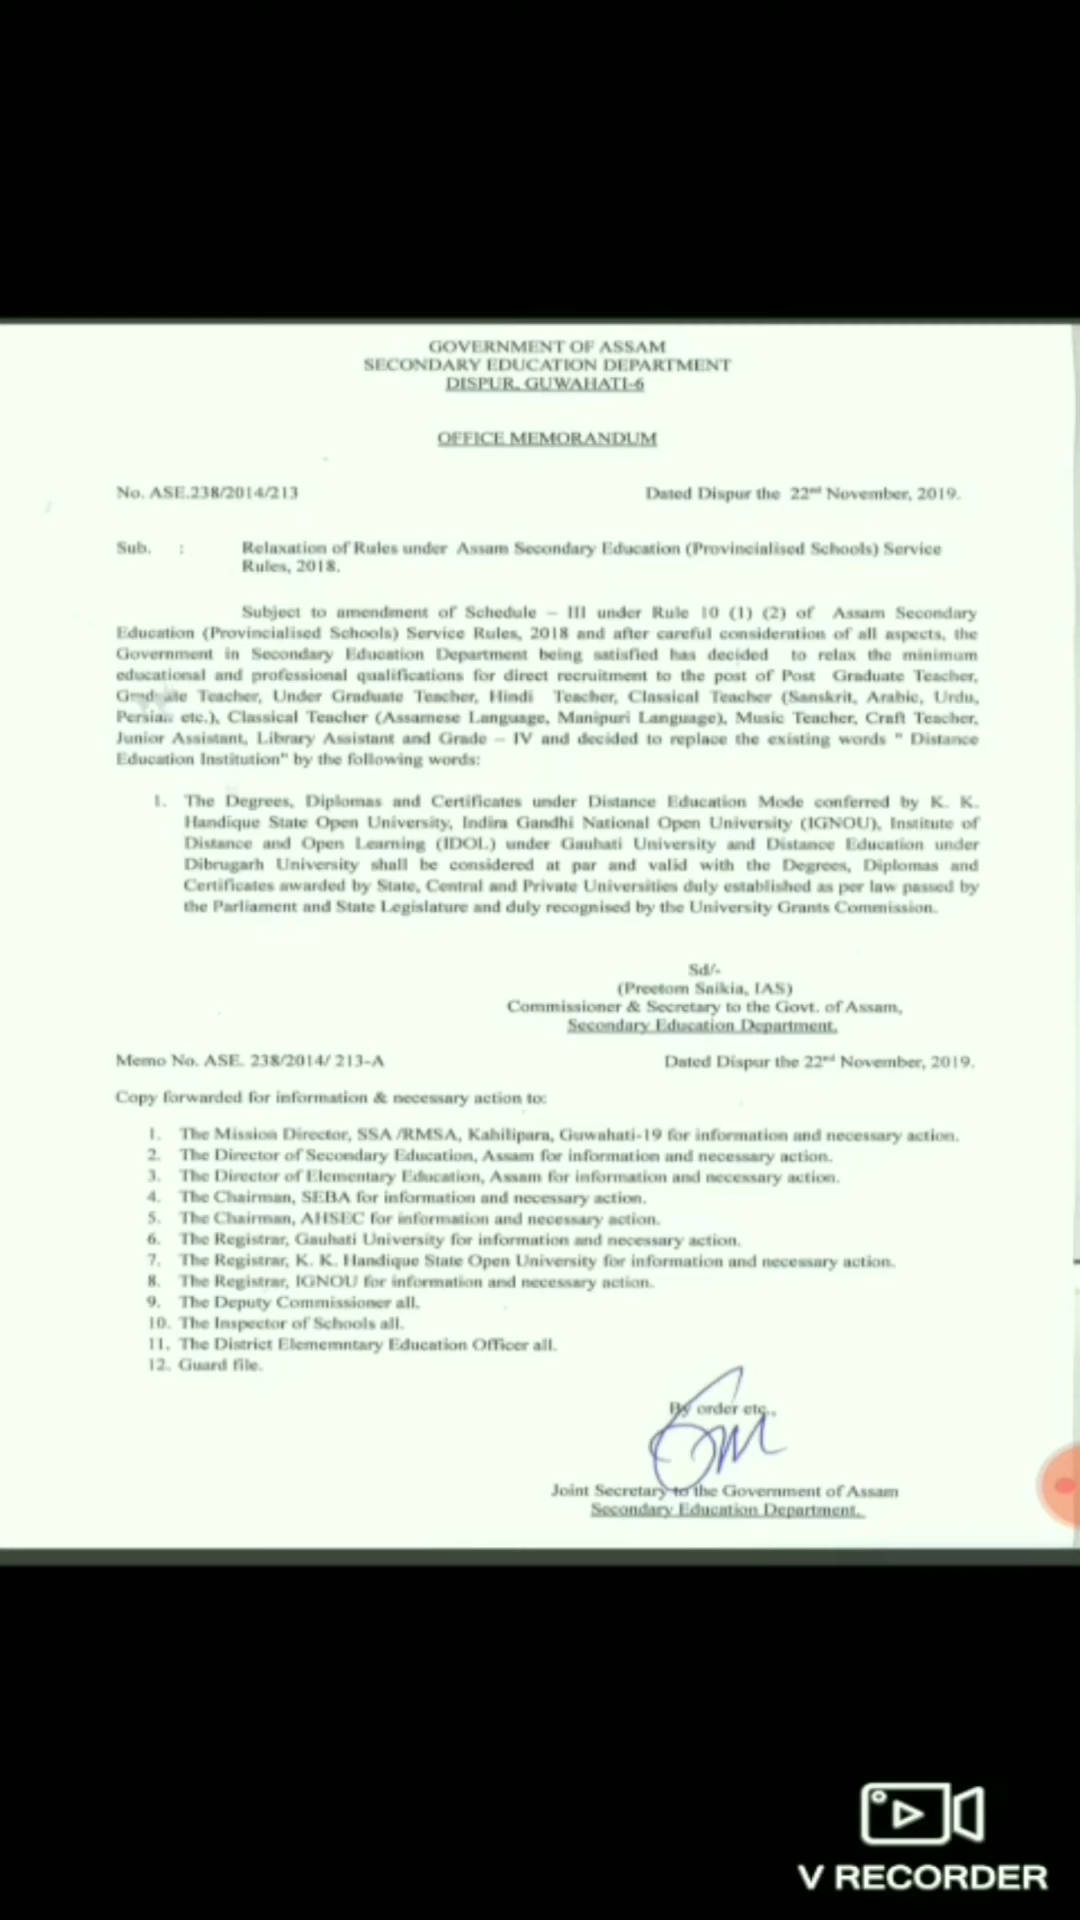 GOVERNMENT OF ASSAM
SECONDARY EDUCATION DEPARTMENT
DISPUR, GUWAHATI-6
OFFICE MEMORANDUM
No. ASE.238/2014/213 Dated Dispur the 22nd November, 2019.
Sub. : Relaxation of Rules under Assam Secondary Education (Provincialised Schools) Service
Rules, 2018.
Subject to amendment of Schedule – III under Rule 10 (1) (2) of Assam Secondary
Education (Provincialised Schools) Service Rules, 2018 and after careful consideration of all aspects, the
Government in Secondary Education Department being satisfied has decided to relax the minimum
educational and professional qualifications for direct recruitment to the post of Post Graduate Teacher,
Graduate Teacher, Under Graduate Teacher, Hindi Teacher, Classical Teacher (Sanskrit, Arabic, Urdu,
Persian etc.), Classical Teacher (Assamese Language, Manipuri Language), Music Teacher, Craft Teacher,
Junior Assistant, Library Assistant and Grade – IV and decided to replace the existing words " Distance
Education Institution" by the following words:
1. The Degrees, Diplomas and Certificates under Distance Education Mode conferred by K. K.
Handique State Open University, Indira Gandhi National Open University (IGNOU), Institute of
Distance and Open Learning (IDOL) under Gauhati University and Distance Education under
Dibrugarh University shall be considered at par and valid with the Degrees, Diplomas and
Certificates awarded by State, Central and Private Universities duly established as per law passed by
the Parliament and State Legislature and duly recognised by the University Grants Commission.
Sd/-
(Preetom Saikia, IAS)
Commissioner & Secretary to the Govt. of Assam,
Secondary Education Department.
Memo No. ASE. 238/2014/ 213-A Dated Dispur the 22nd November, 2019.
Copy forwarded for information & necessary action to:
1. The Mission Director, SSA /RMSA, Kahilipara, Guwahati-19 for information and necessary action.
2. The Director of Secondary Education, Assam for information and necessary action.
3. The Director of Elementary Education, Assam for information and necessary action.
4. The Chairman, SEBA for information and necessary action.
5. The Chairman, AHSEC for information and necessary action.
6. The Registrar, Gauhati University for information and necessary action.
7. The Registrar, K. K. Handique State Open University for information and necessary action.
8. The Registrar, IGNOU for information and necessary action.
9. The Deputy Commissioner all.
10. The Inspector of Schools all.
11. The District Elememntary Education Officer all.
12. Guard file.
By order etc.,
Joint Secretary to the Government of Assam
Secondary Education Department.
V RECORDER